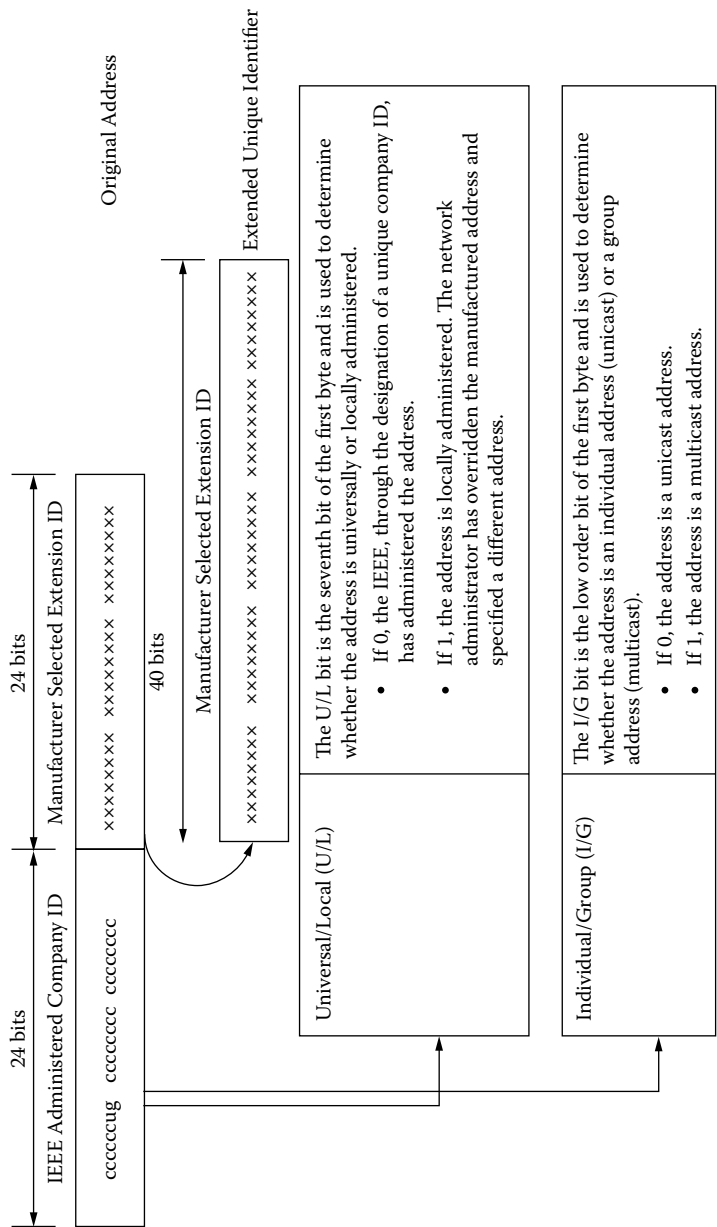 24 bits
24 bits
IEEE Administered Company ID
Manufacturer Selected Extension ID
Original Address
ccccccug cccccccc cccccccc
xxxxxxxx xxxxxxxx xxxxxxxx
40 bits
Manufacturer Selected Extension ID
xxxxxxxx xxxxxxxx xxxxxxxx xxxxxxxx xxxxxxxx
Extended Unique Identifier
Universal/Local (U/L)
The U/L bit is the seventh bit of the first byte and is used to determine
whether the address is universally or locally administered.
• If 0, the IEEE, through the designation of a unique company ID,
has administered the address.
• If 1, the address is locally administered. The network
administrator has overridden the manufactured address and
specified a different address.
Individual/Group (I/G)
The I/G bit is the low order bit of the first byte and is used to determine
whether the address is an individual address (unicast) or a group
address (multicast).
• If 0, the address is a unicast address.
• If 1, the address is a multicast address.